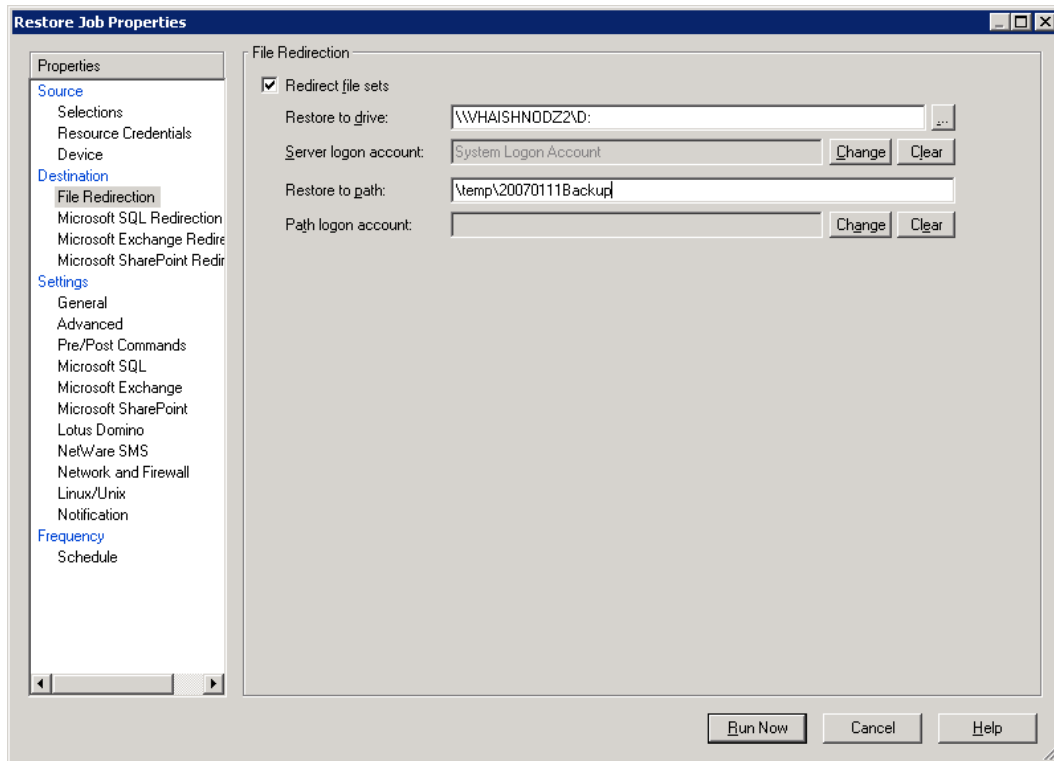 Restore Job Properties
Properties
Source
Selections
Resource Credentials
Device
Destination
File Redirection
Microsoft SQL Redirection
Microsoft Exchange Redire
Microsoft SharePoint Redir
Settings
General
Advanced
Pre/Post Commands
Microsoft SQL
Microsoft Exchange
Microsoft SharePoint
Lotus Domino
NetWare SMS
Network and Firewall
Linux/Unix
Notification
Frequency
Schedule
File Redirection
Redirect file sets
Restore to drive: \\VHAISHNODZ2\D: ...
Server logon account: System Logon Account Change Clear
Restore to path: \temp\20070111Backup
Path logon account: Change Clear
Run Now Cancel Help